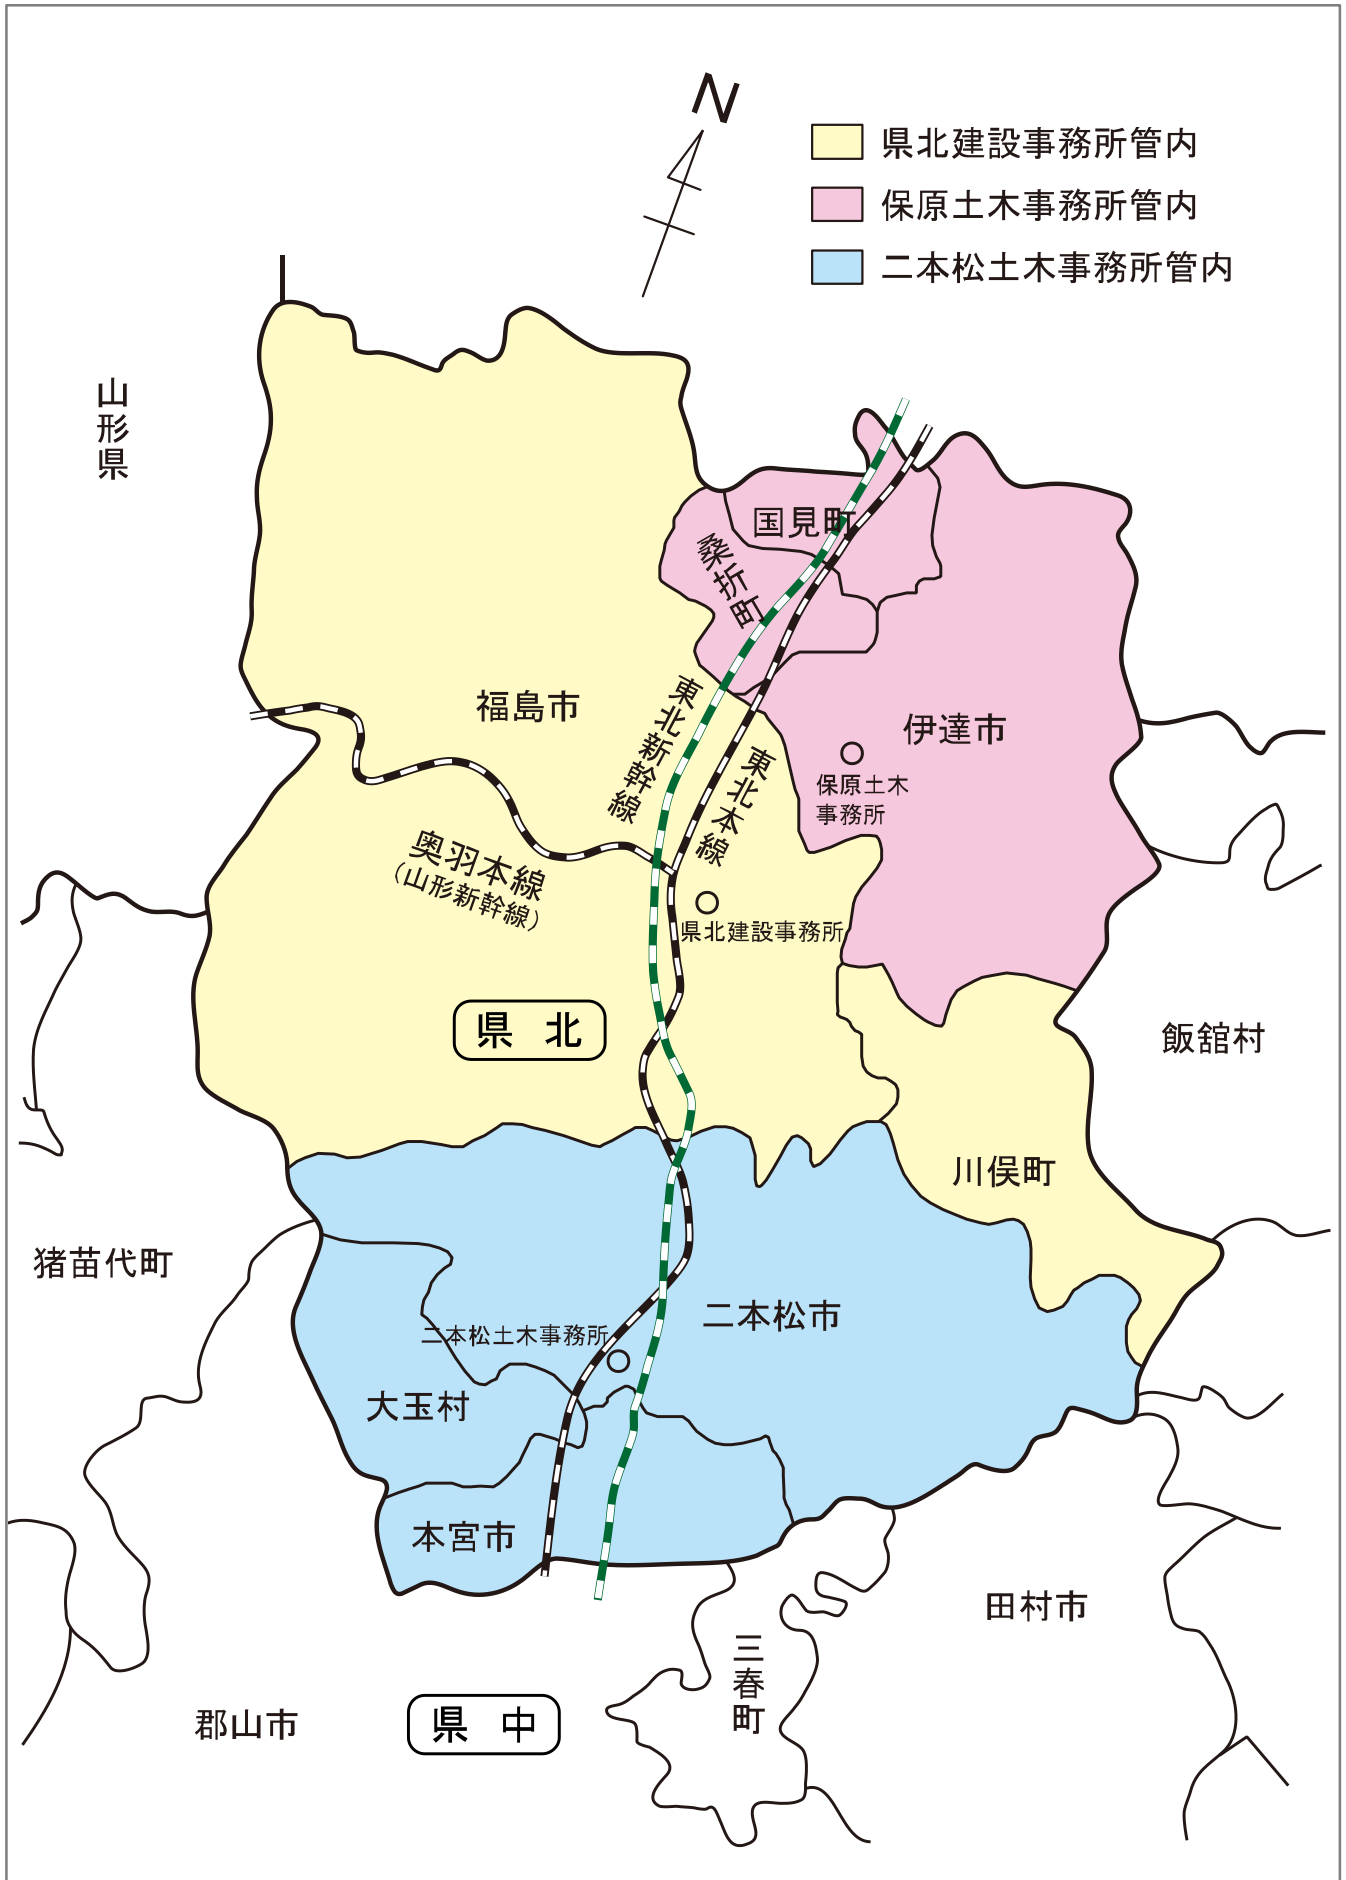 N
県北建設事務所管内
保原土木事務所管内
二本松土木事務所管内
山形県
国見町
桑折町
福島市
東北新幹線
東北本線
伊達市
保原土木
事務所
奥羽本線
(山形新幹線)
県北建設事務所
県 北
飯舘村
川俣町
猪苗代町
二本松市
二本松土木事務所
大玉村
本宮市
田村市
三春町
郡山市
県 中